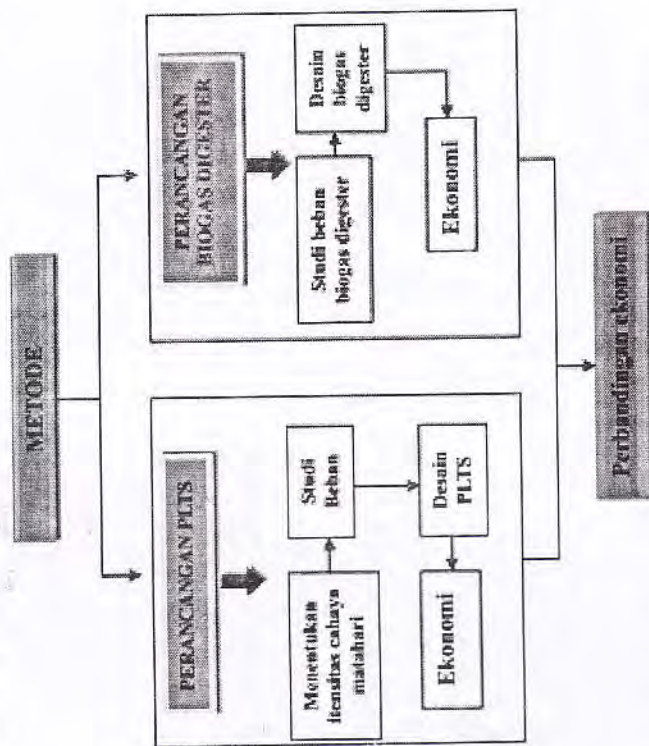 METODE
PERANCANGAN PLTS
Menentukan
itensitas cahaya
matahari
Studi
Beban
Desain
PLTS
Ekonomi
PERANCANGAN
BIOGAS DIGESTER
Studi beban
biogas digester
Desain
biogas
digester
Ekonomi
Perbandingan ekonomi